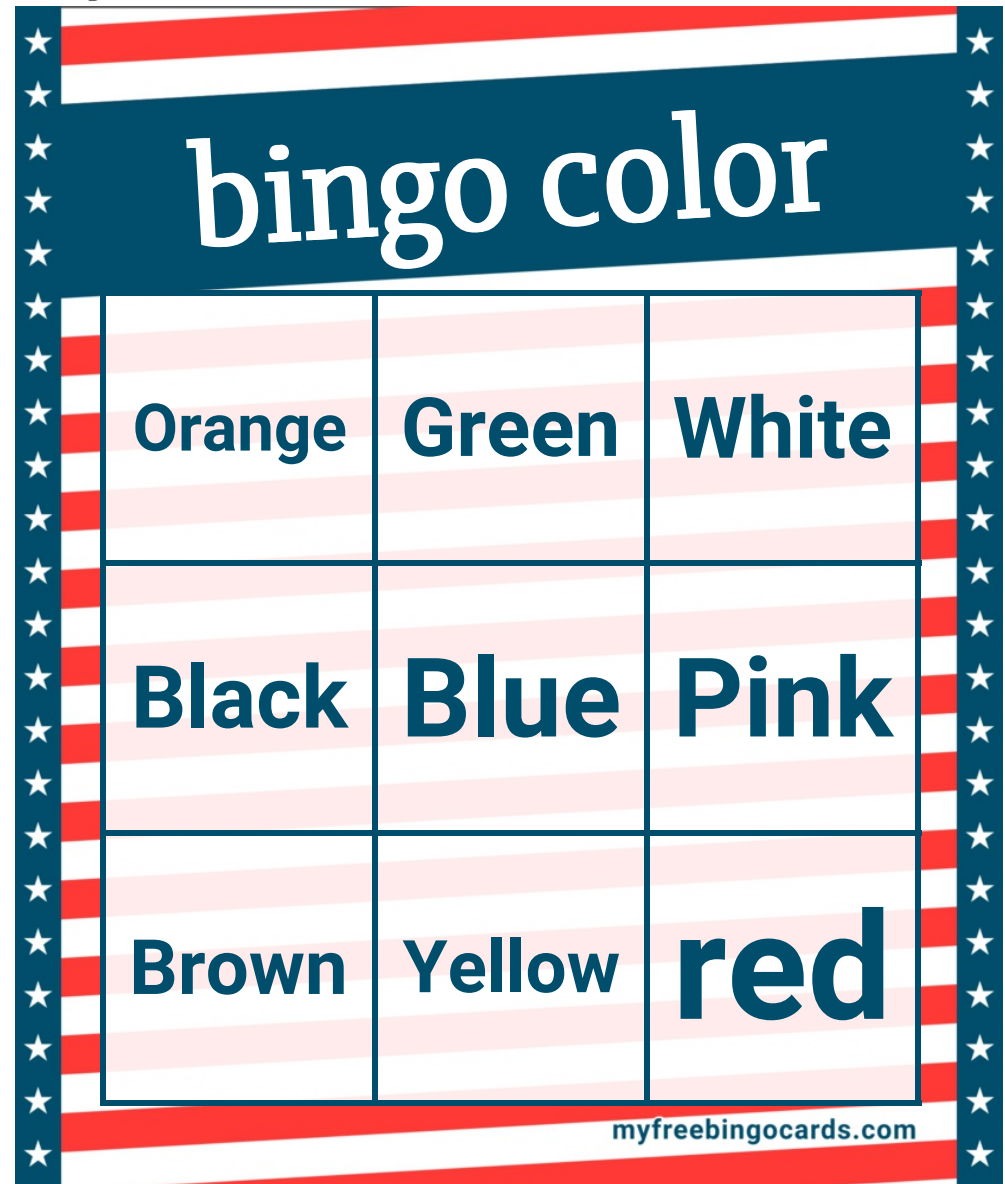 bingo color
Orange Green White
Black Blue Pink
Brown Yellow red
myfreebingocards.com